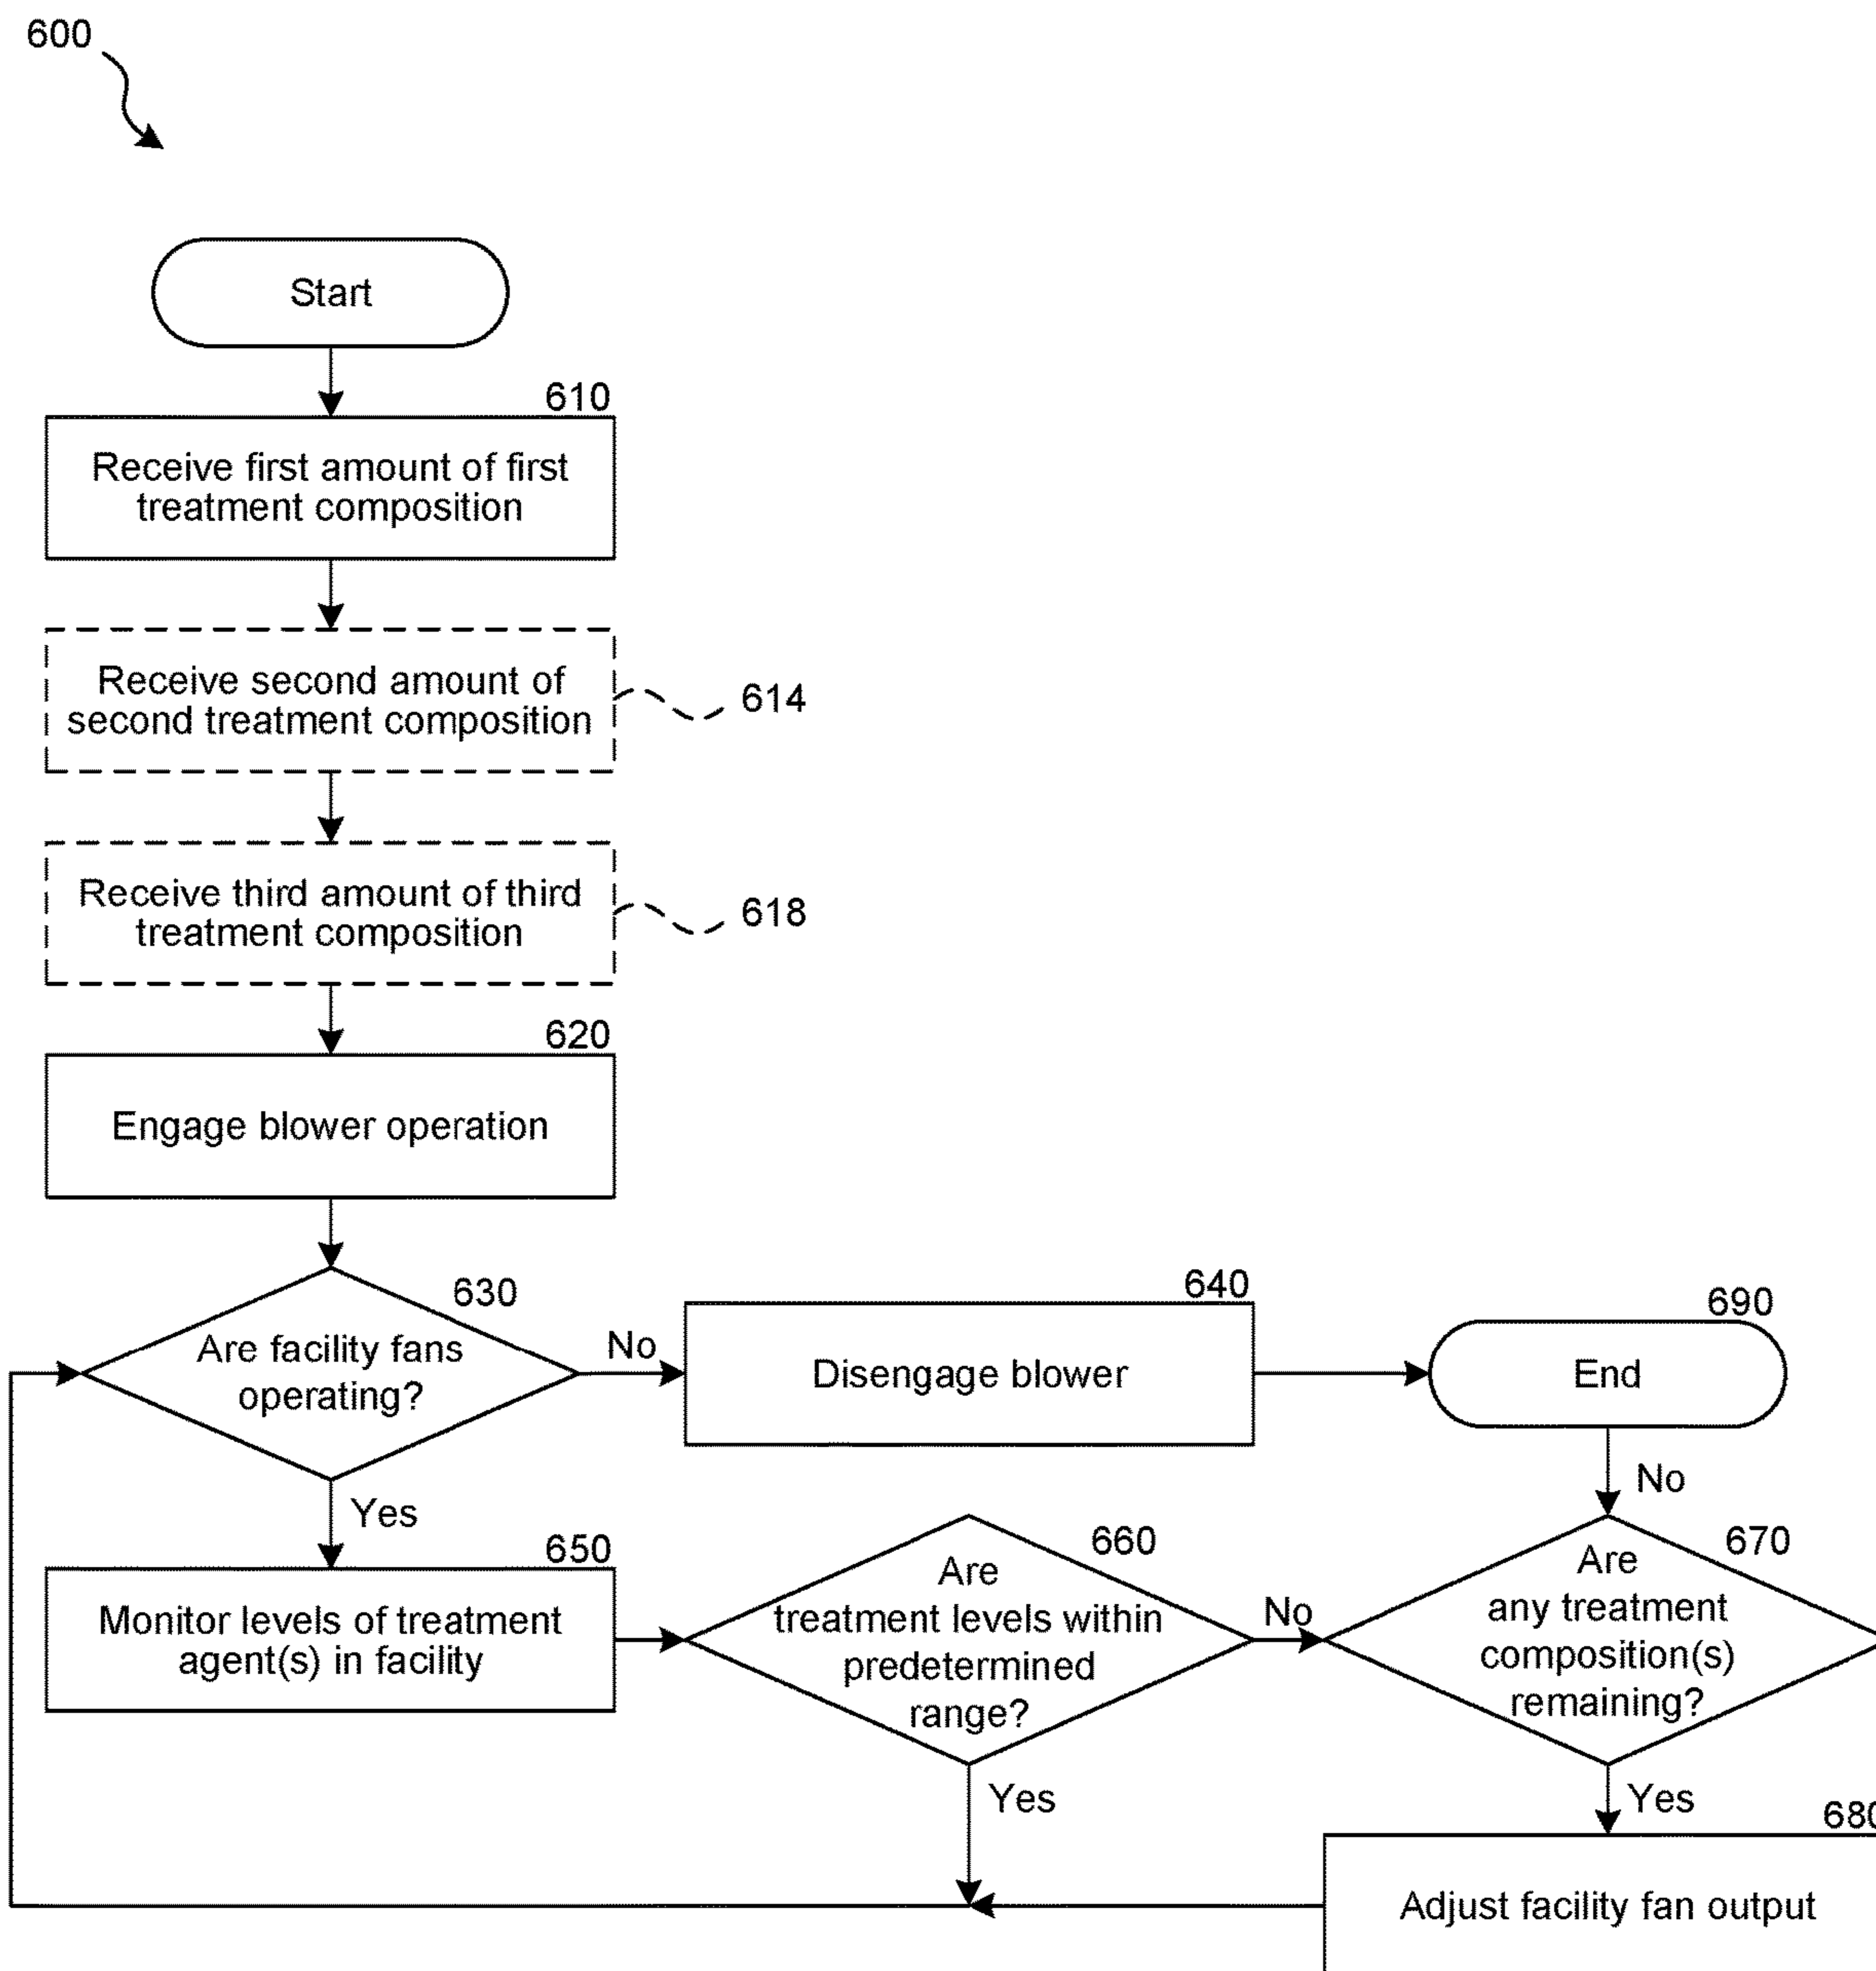 600
Start
610
Receive first amount of first
treatment composition
Receive second amount of
second treatment composition
614
Receive third amount of third
treatment composition
618
620
Engage blower operation
630
Are facility fans
operating?
No
640
Disengage blower
690
End
No
Yes
650
Monitor levels of treatment
agent(s) in facility
660
Are
treatment levels within
predetermined
range?
No
670
Are
any treatment
composition(s)
remaining?
Yes
Yes
680
Adjust facility fan output